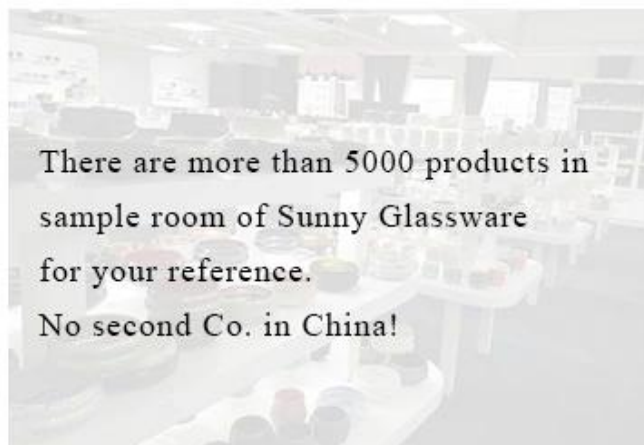 There are more than 5000 products in
sample room of Sunny Glassware
for your reference.
No second Co. in China!